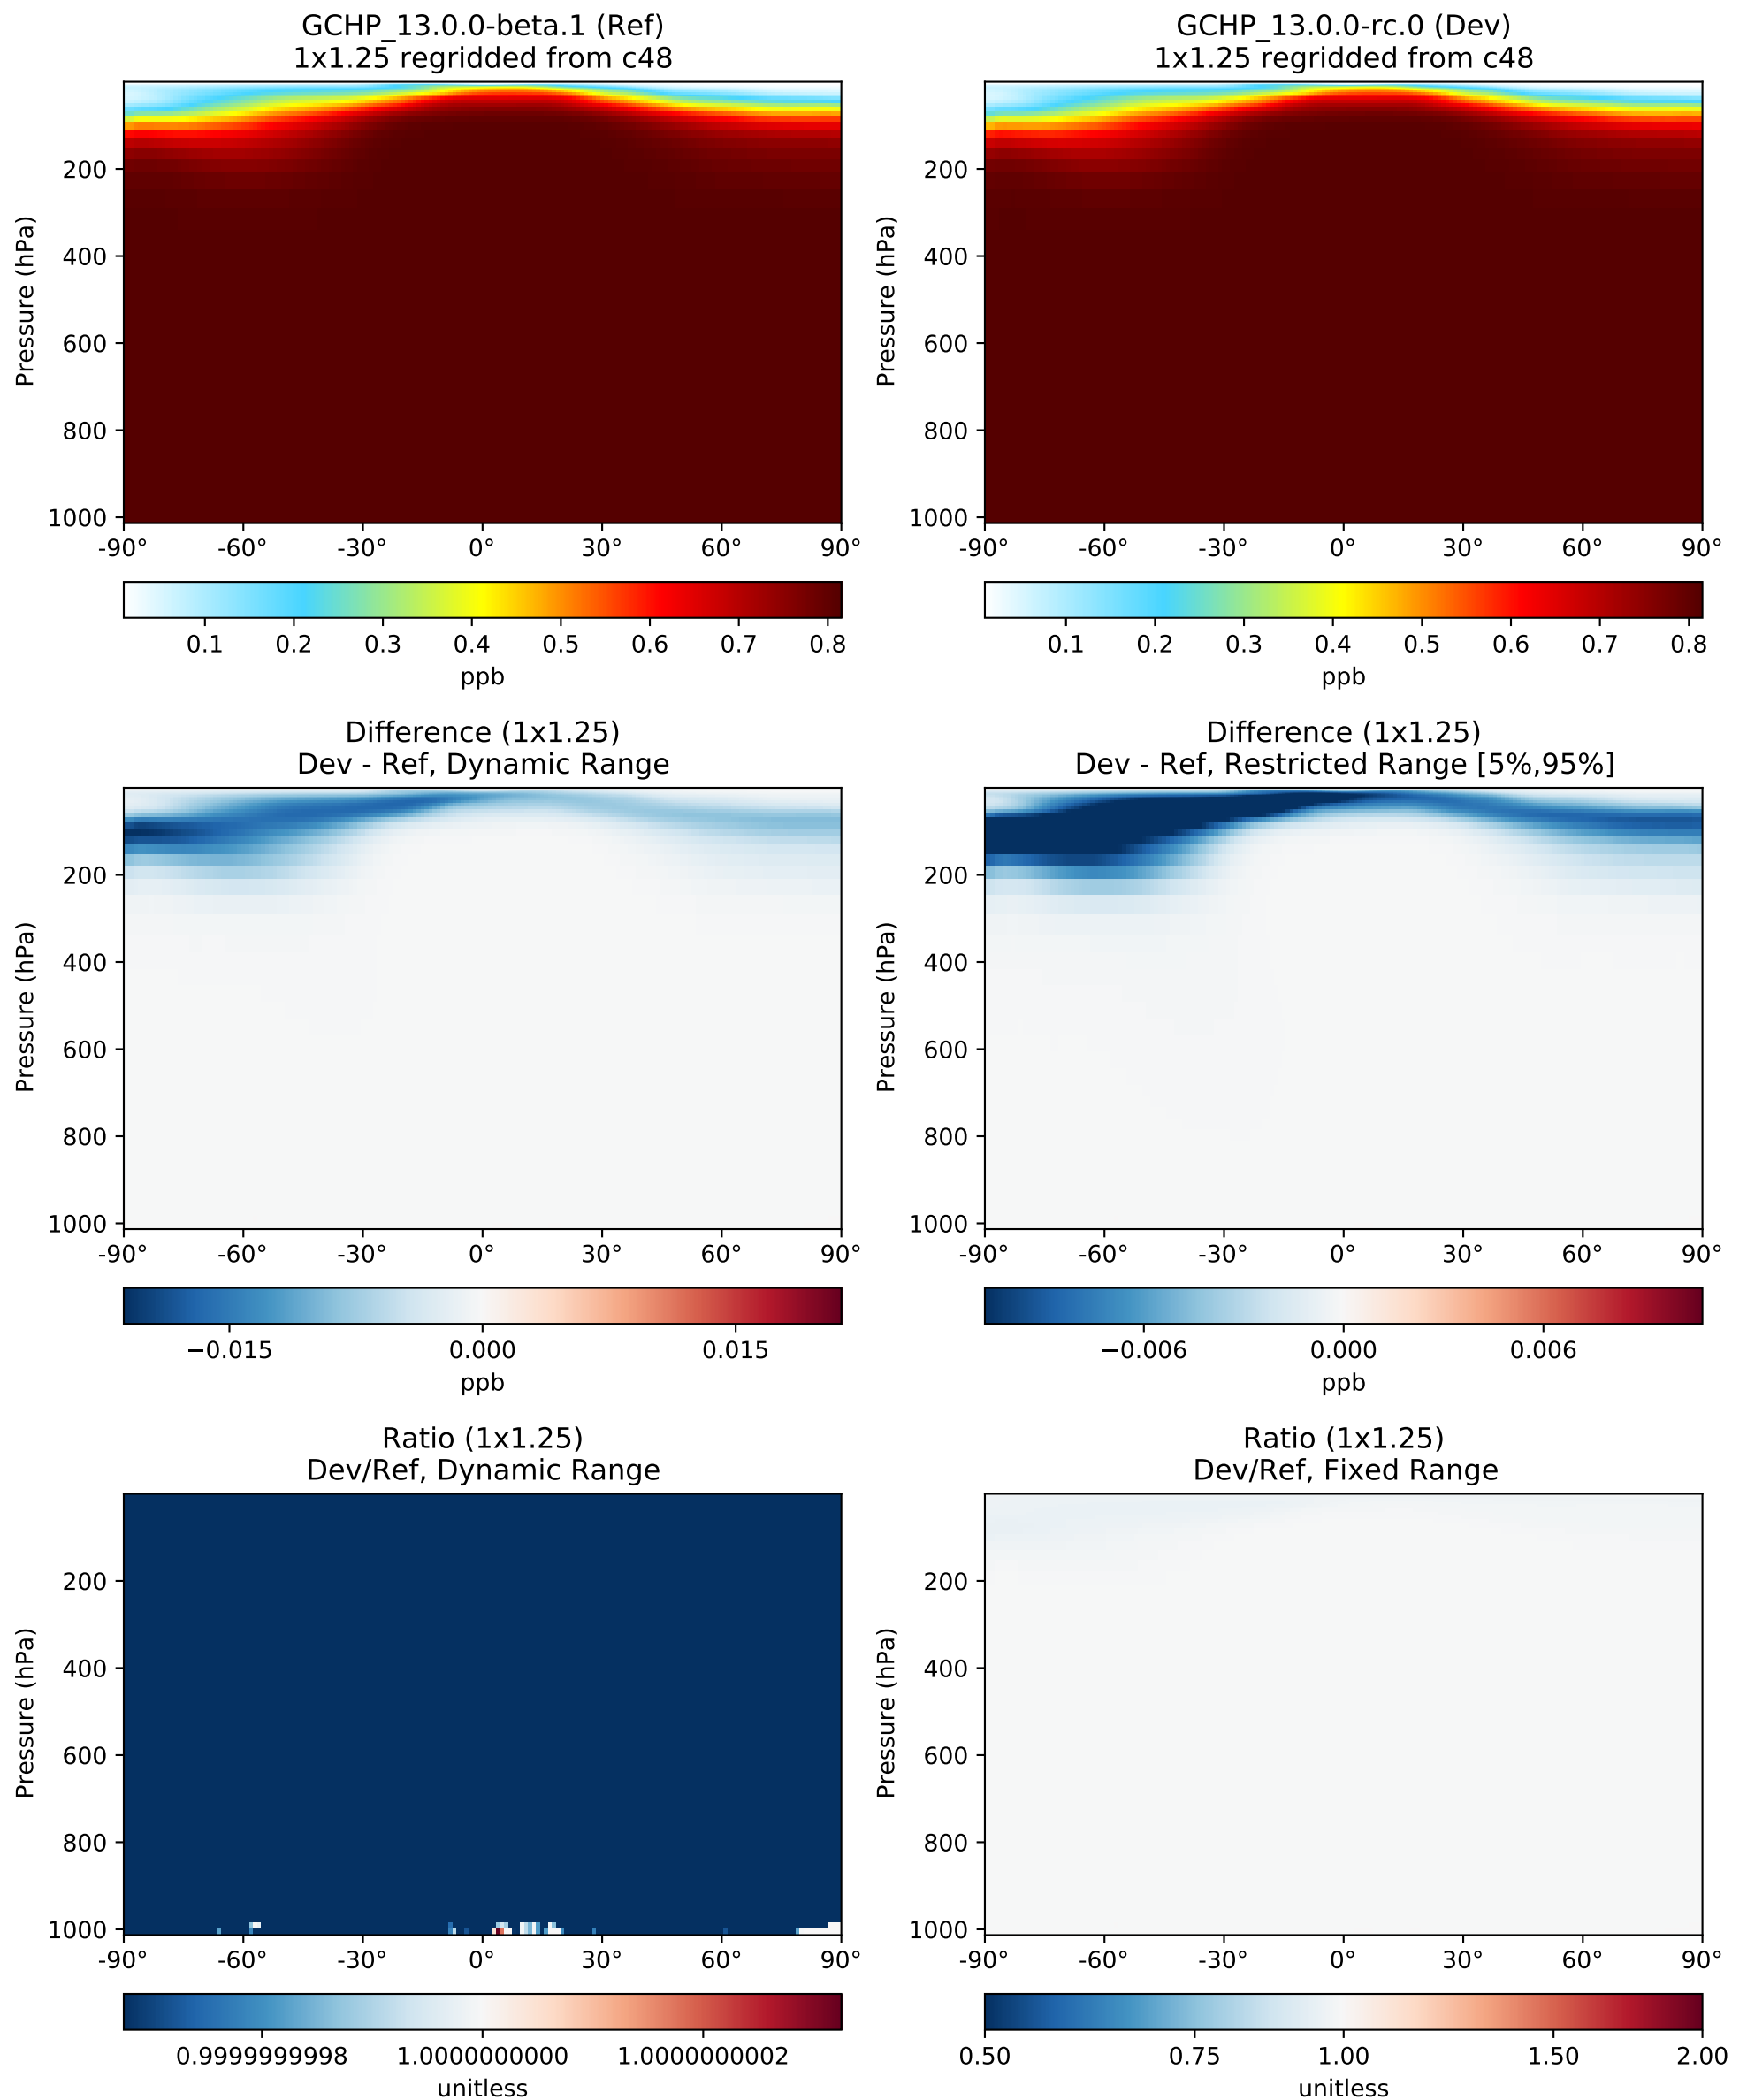 GCHP_13.0.0-beta.1 (Ref)
1x1.25 regridded from c48
Pressure (hPa)
200
400
600
800
1000
-90° -60° -30° 0° 30° 60° 90°
0.1 0.2 0.3 0.4 0.5 0.6 0.7 0.8
ppb
GCHP_13.0.0-rc.0 (Dev)
1x1.25 regridded from c48
Pressure (hPa)
200
400
600
800
1000
-90° -60° -30° 0° 30° 60° 90°
0.1 0.2 0.3 0.4 0.5 0.6 0.7 0.8
ppb
Difference (1x1.25)
Dev - Ref, Dynamic Range
Pressure (hPa)
200
400
600
800
1000
-90° -60° -30° 0° 30° 60° 90°
−0.015 0.000 0.015
ppb
Difference (1x1.25)
Dev - Ref, Restricted Range [5%,95%]
Pressure (hPa)
200
400
600
800
1000
-90° -60° -30° 0° 30° 60° 90°
−0.006 0.000 0.006
ppb
Ratio (1x1.25)
Dev/Ref, Dynamic Range
Pressure (hPa)
200
400
600
800
1000
-90° -60° -30° 0° 30° 60° 90°
0.9999999998 1.0000000000 1.0000000002
unitless
Ratio (1x1.25)
Dev/Ref, Fixed Range
Pressure (hPa)
200
400
600
800
1000
-90° -60° -30° 0° 30° 60° 90°
0.50 0.75 1.00 1.50 2.00
unitless